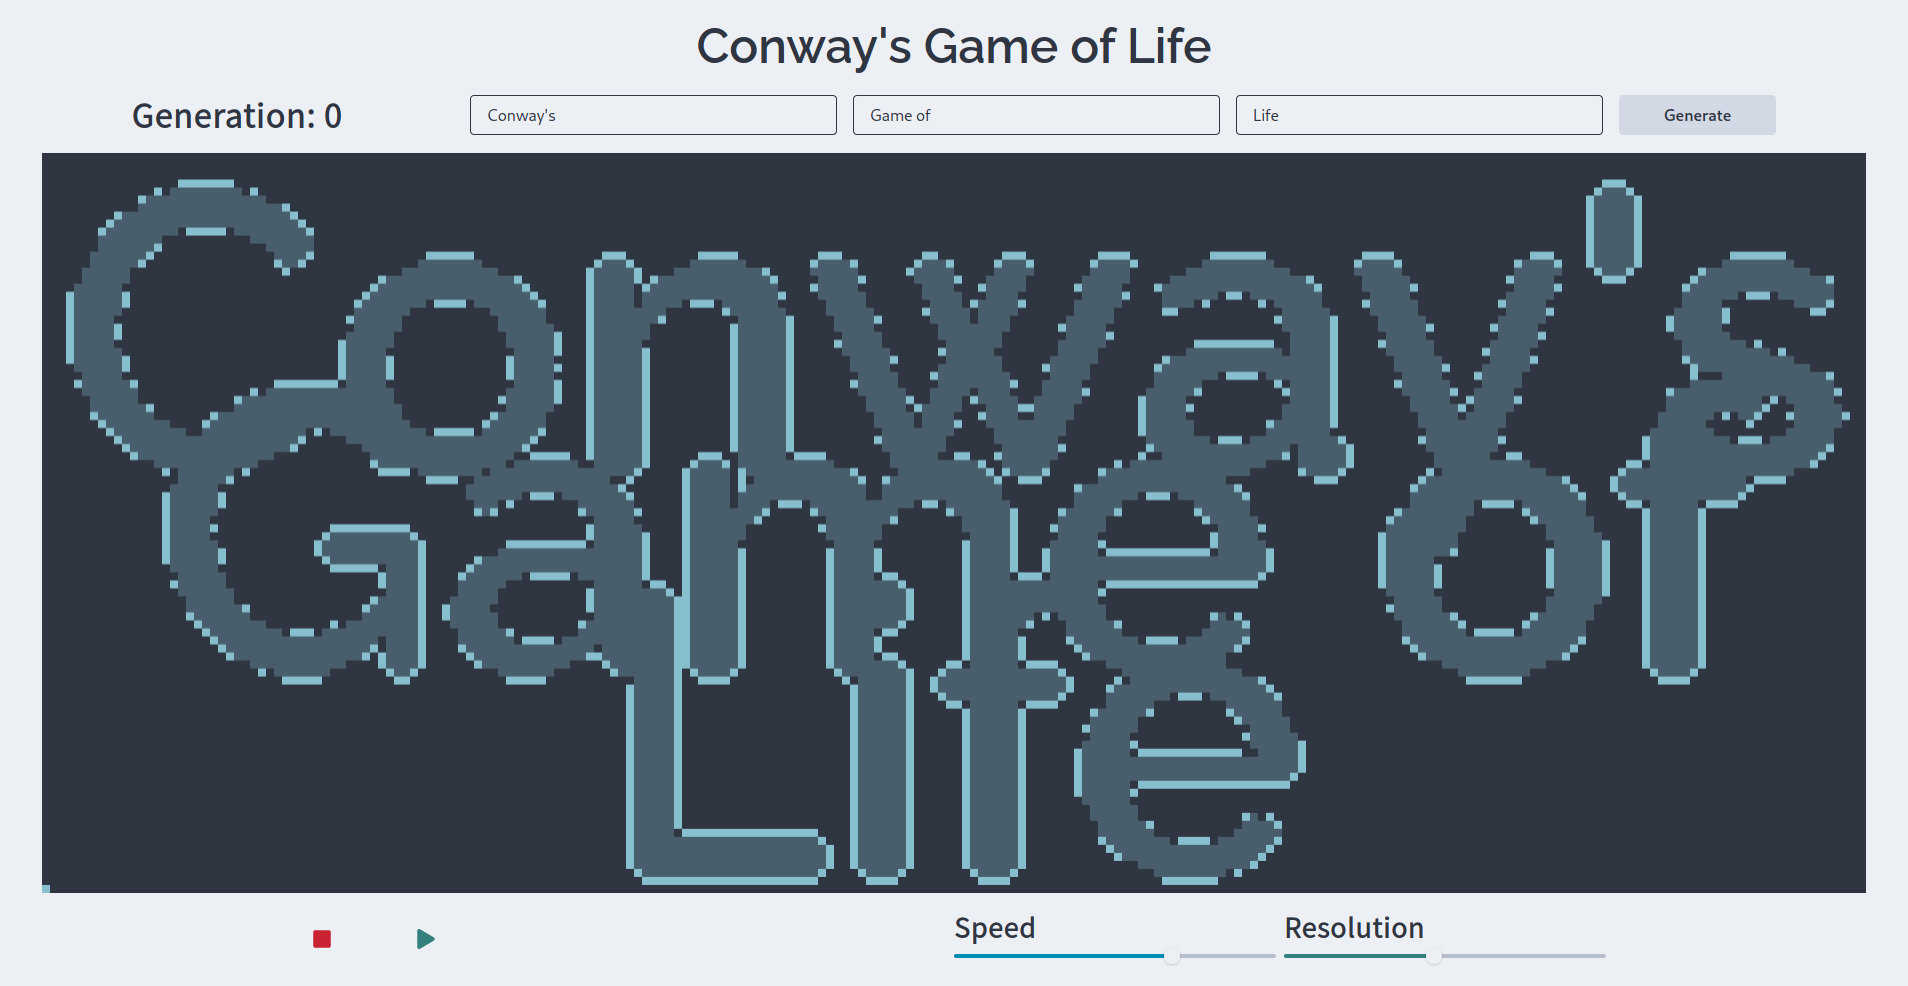 Conway's Game of Life
Generation: 0
Conway's
Game of
Life
Generate
Conway's
Game of
Life
Speed
Resolution